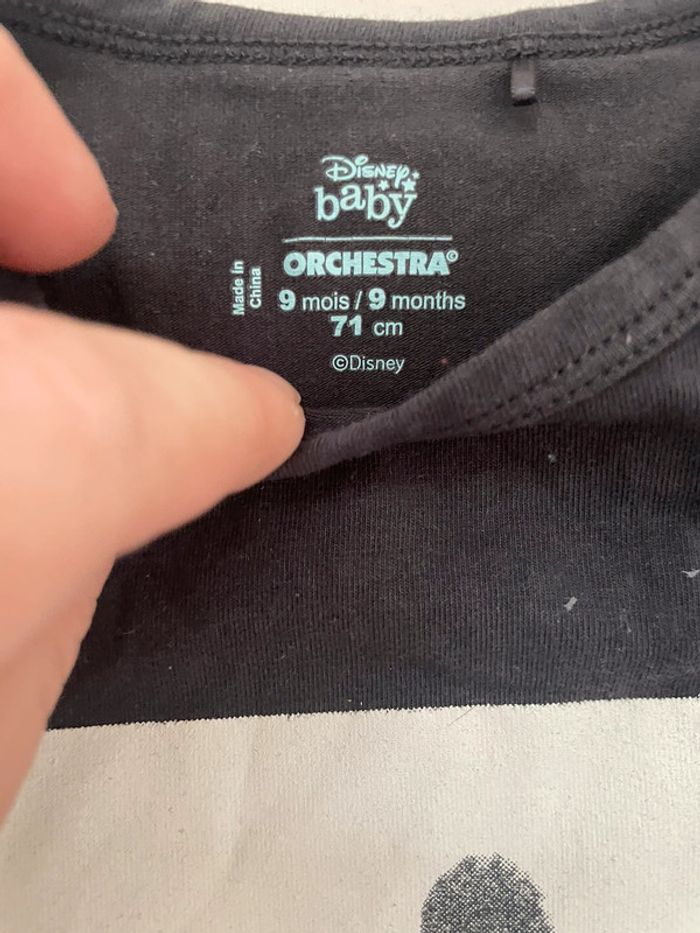 Disney
baby
ORCHESTRA©
Made in
China
9 mois / 9 months
71 cm
©Disney